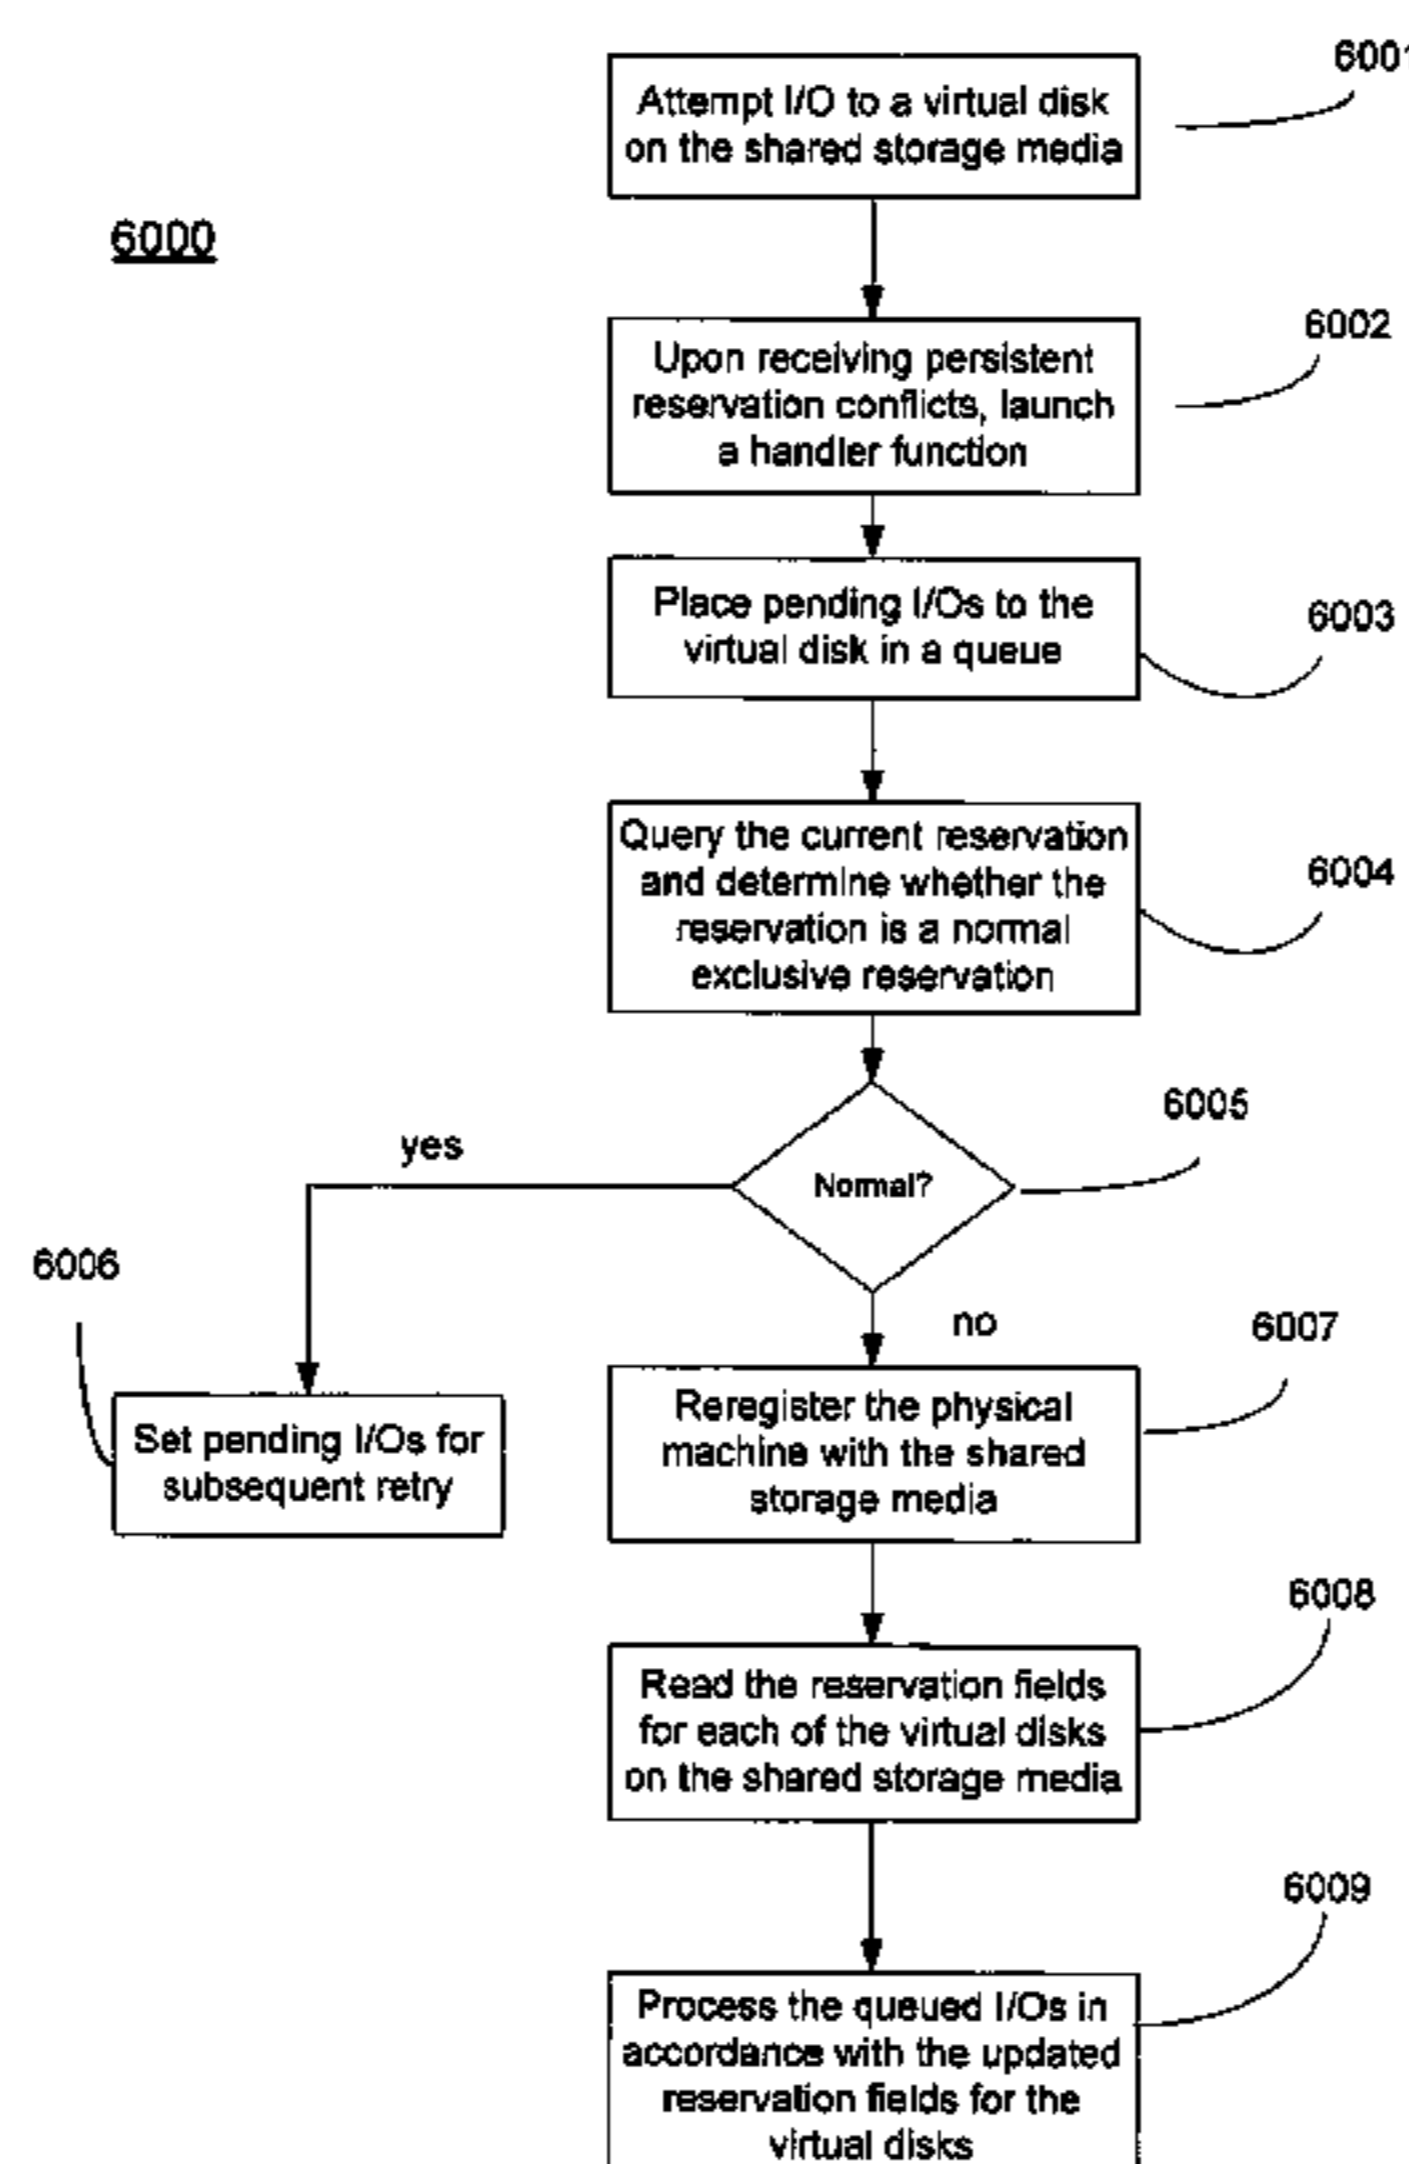 6001
Attempt I/O to a virtual disk
on the shared storage media
6000
6002
Upon receiving persistent
reservation conflicts, launch
a handler function
Place pending I/Os to the
virtual disk in a queue
6003
Query the current reservation
and determine whether the
reservation is a normal
exclusive reservation
6004
6005
yes
Normal?
6006
no
6007
Reregister the physical
machine with the shared
storage media
Set pending I/Os for
subsequent retry
6008
Read the reservation fields
for each of the virtual disks
on the shared storage media
6009
Process the queued I/Os in
accordance with the updated
reservation fields for the
virtual disks